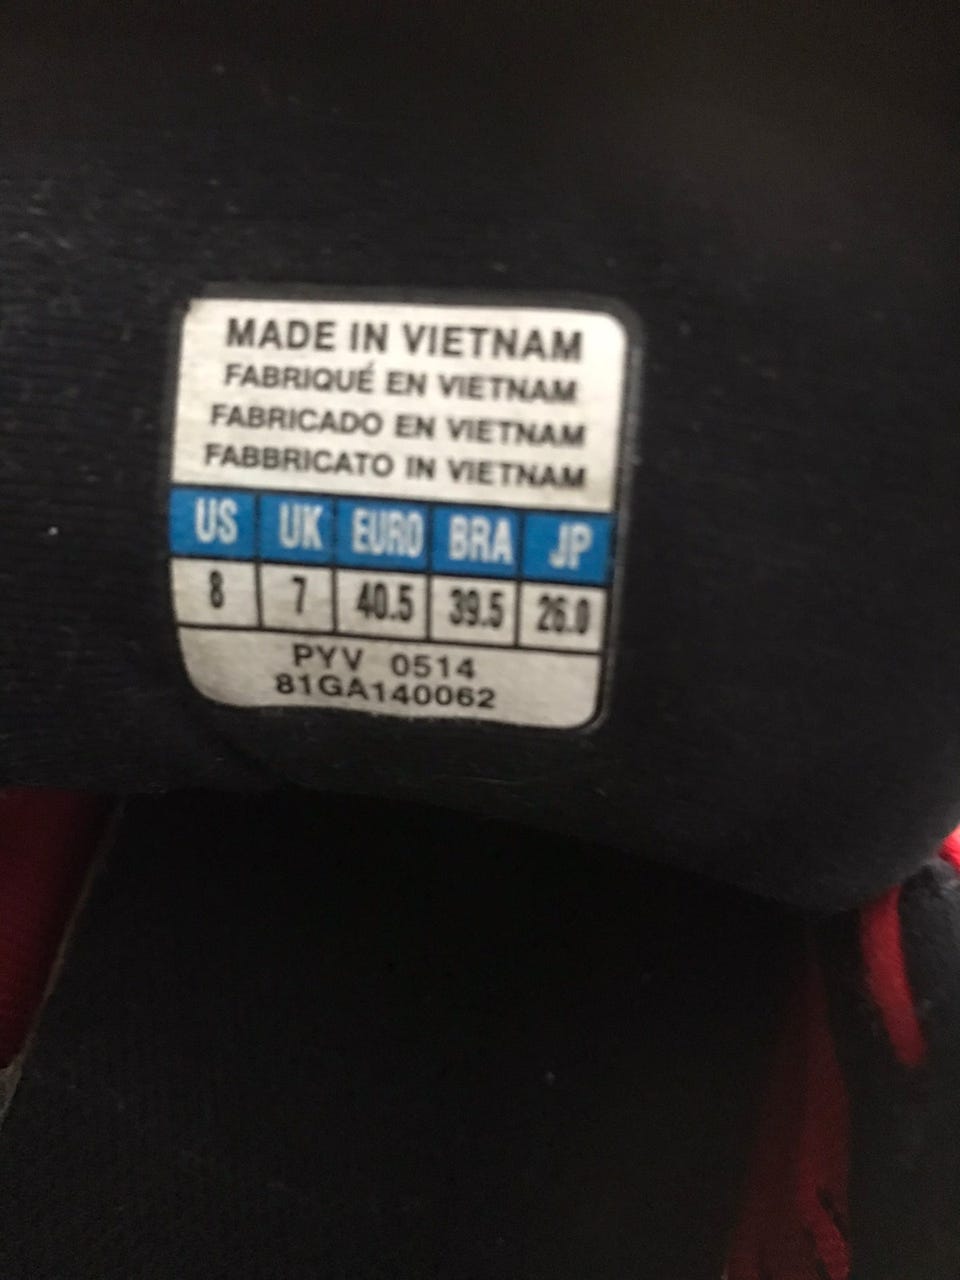 MADE IN VIETNAM
FABRIQUÉ EN VIETNAM
FABRICADO EN VIETNAM
FABBRICATO IN VIETNAM
US UK EURO BRA JP
8 7 40.5 39.5 26.0
PYV 0514
81GA140062